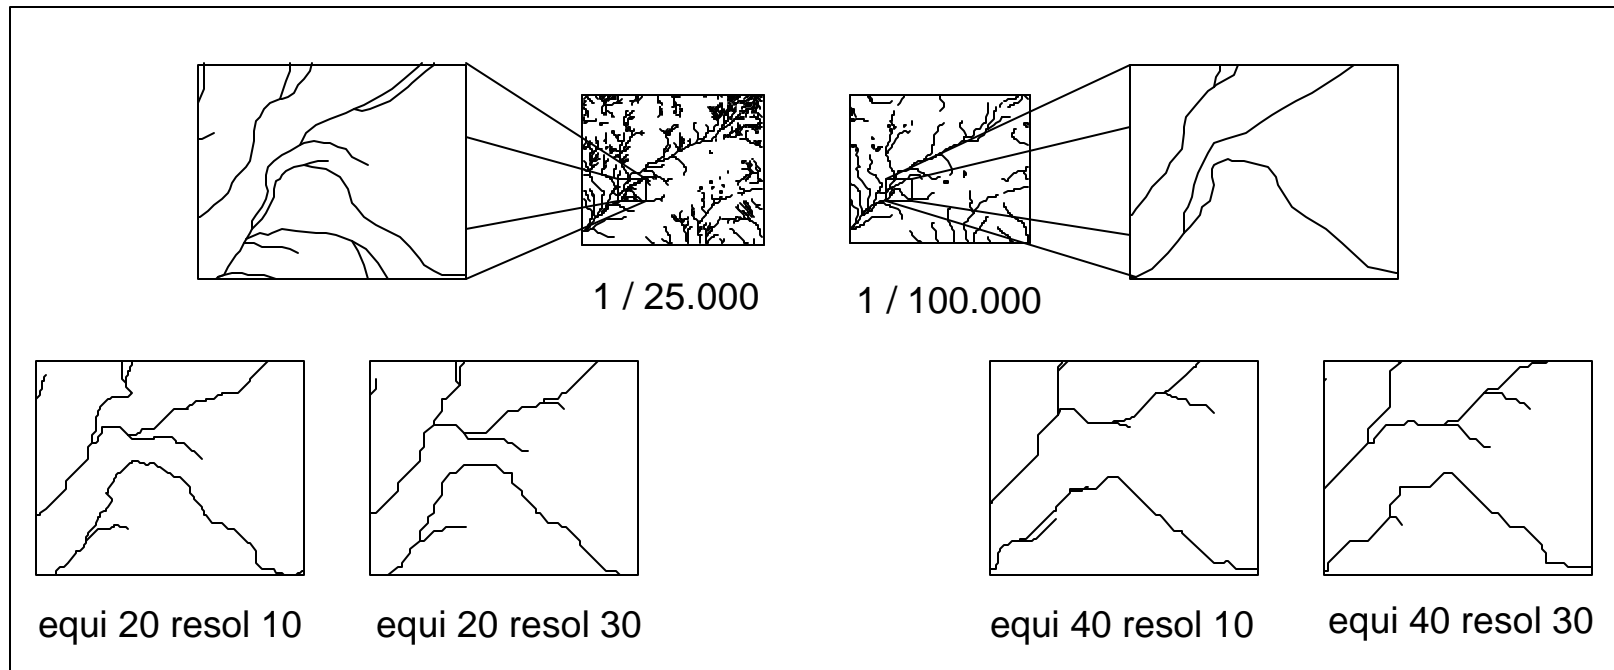 1 / 25.000
1 / 100.000
equi 20 resol 10
equi 20 resol 30
equi 40 resol 10
equi 40 resol 30